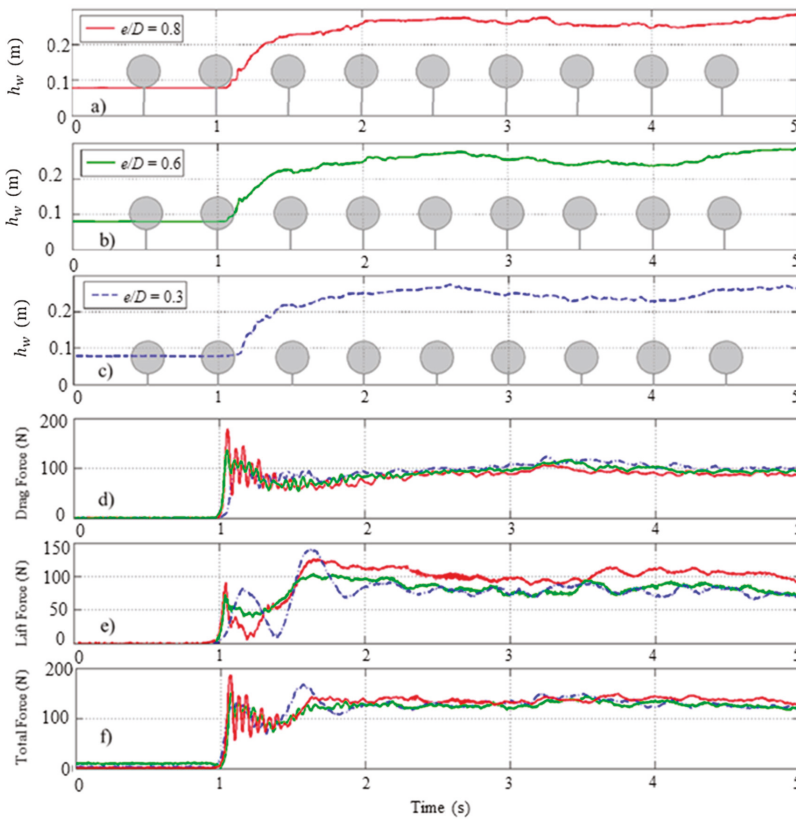 0.2
0.1
0
h_w (m)
e/D = 0.8
a)
0 1 2 3 4 5
0.2
0.1
0
h_w (m)
e/D = 0.6
b)
0 1 2 3 4 5
0.2
0.1
0
h_w (m)
e/D = 0.3
c)
0 1 2 3 4 5
200
100
0
Drag Force (N)
d)
0 1 2 3 4 5
150
100
50
0
Lift Force (N)
e)
0 1 2 3 4 5
200
100
0
Total Force (N)
f)
0 1 2 3 4 5
Time (s)